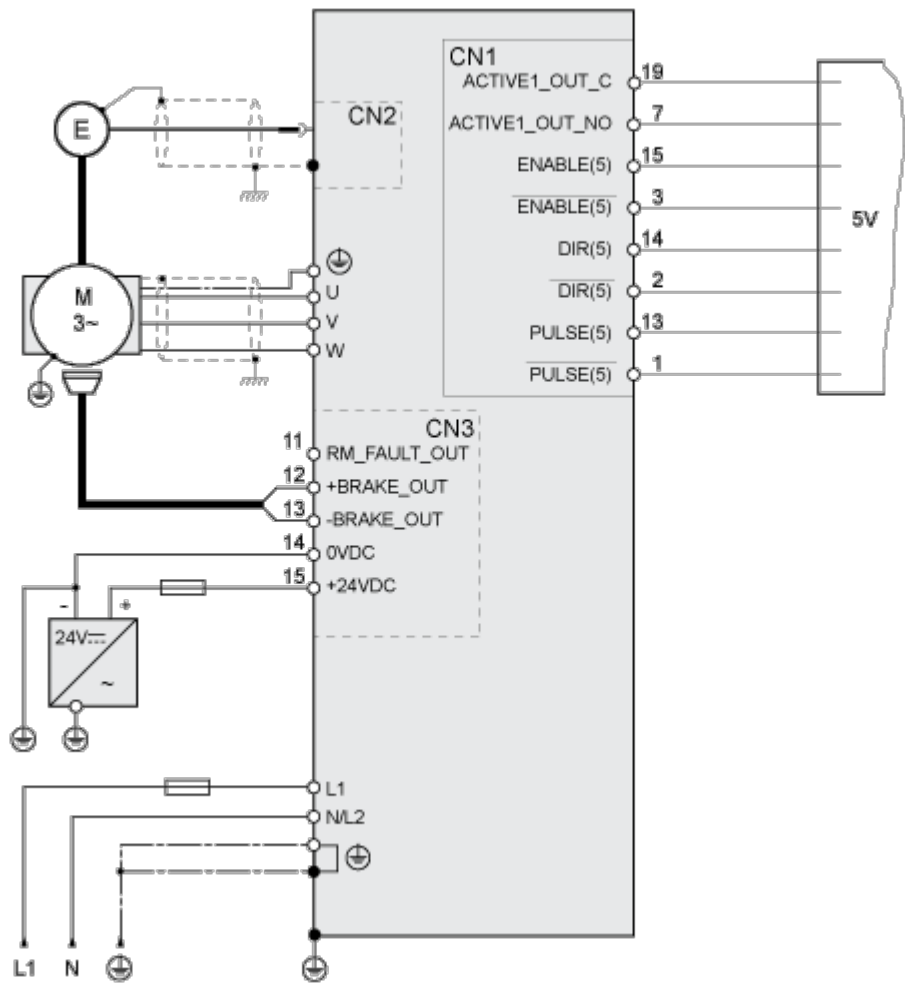 CN1
ACTIVE1_OUT_C 19
ACTIVE1_OUT_NO 7
ENABLE(5) 15
ENABLE(5) 3
DIR(5) 14
DIR(5) 2
PULSE(5) 13
PULSE(5) 1
5V
E
CN2
M
3~
U
V
W
CN3
11 RM_FAULT_OUT
12 +BRAKE_OUT
13 -BRAKE_OUT
14 0VDC
15 +24VDC
- +
24V
~
L1
N/L2
L1 N